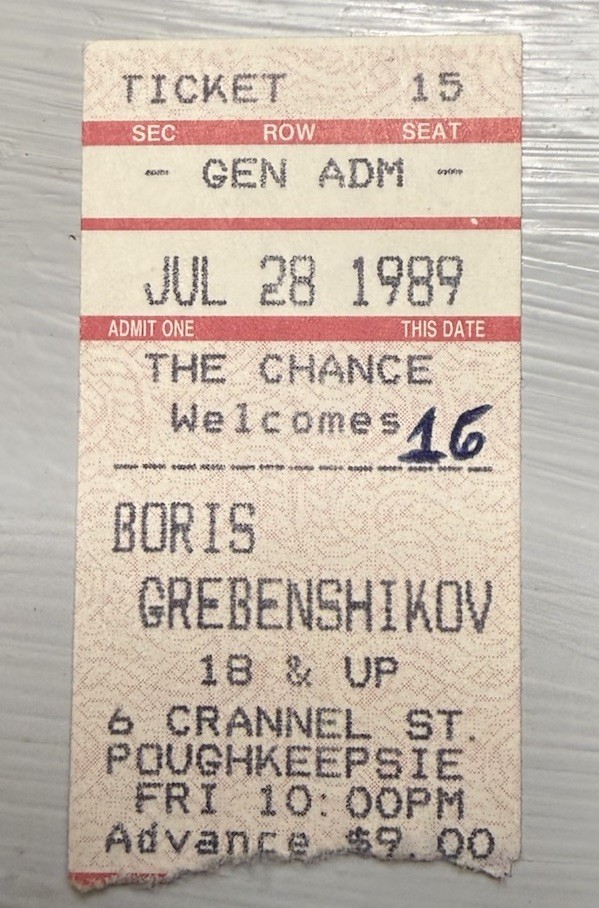 TICKET 15
SEC ROW SEAT
- GEN ADM -
JUL 28 1989
ADMIT ONE THIS DATE
THE CHANCE
Welcomes 16
BORIS
GREBENSHIKOV
18 & UP
6 CRANNEL ST.
POUGHKEEPSIE
FRI 10:00PM
Advance $9.00